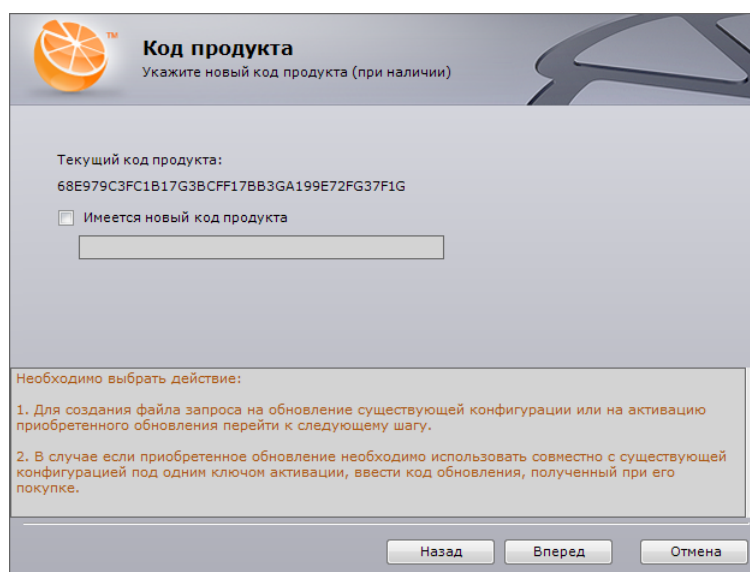 TM
Код продукта
Укажите новый код продукта (при наличии)
Текущий код продукта:
68E979C3FC1B17G3BCFF17BB3GA199E72FG37F1G
Имеется новый код продукта
Необходимо выбрать действие:
1. Для создания файла запроса на обновление существующей конфигурации или на активацию
приобретенного обновления перейти к следующему шагу.
2. В случае если приобретенное обновление необходимо использовать совместно с существующей
конфигурацией под одним ключом активации, ввести код обновления, полученный при его
покупке.
Назад
Вперед
Отмена